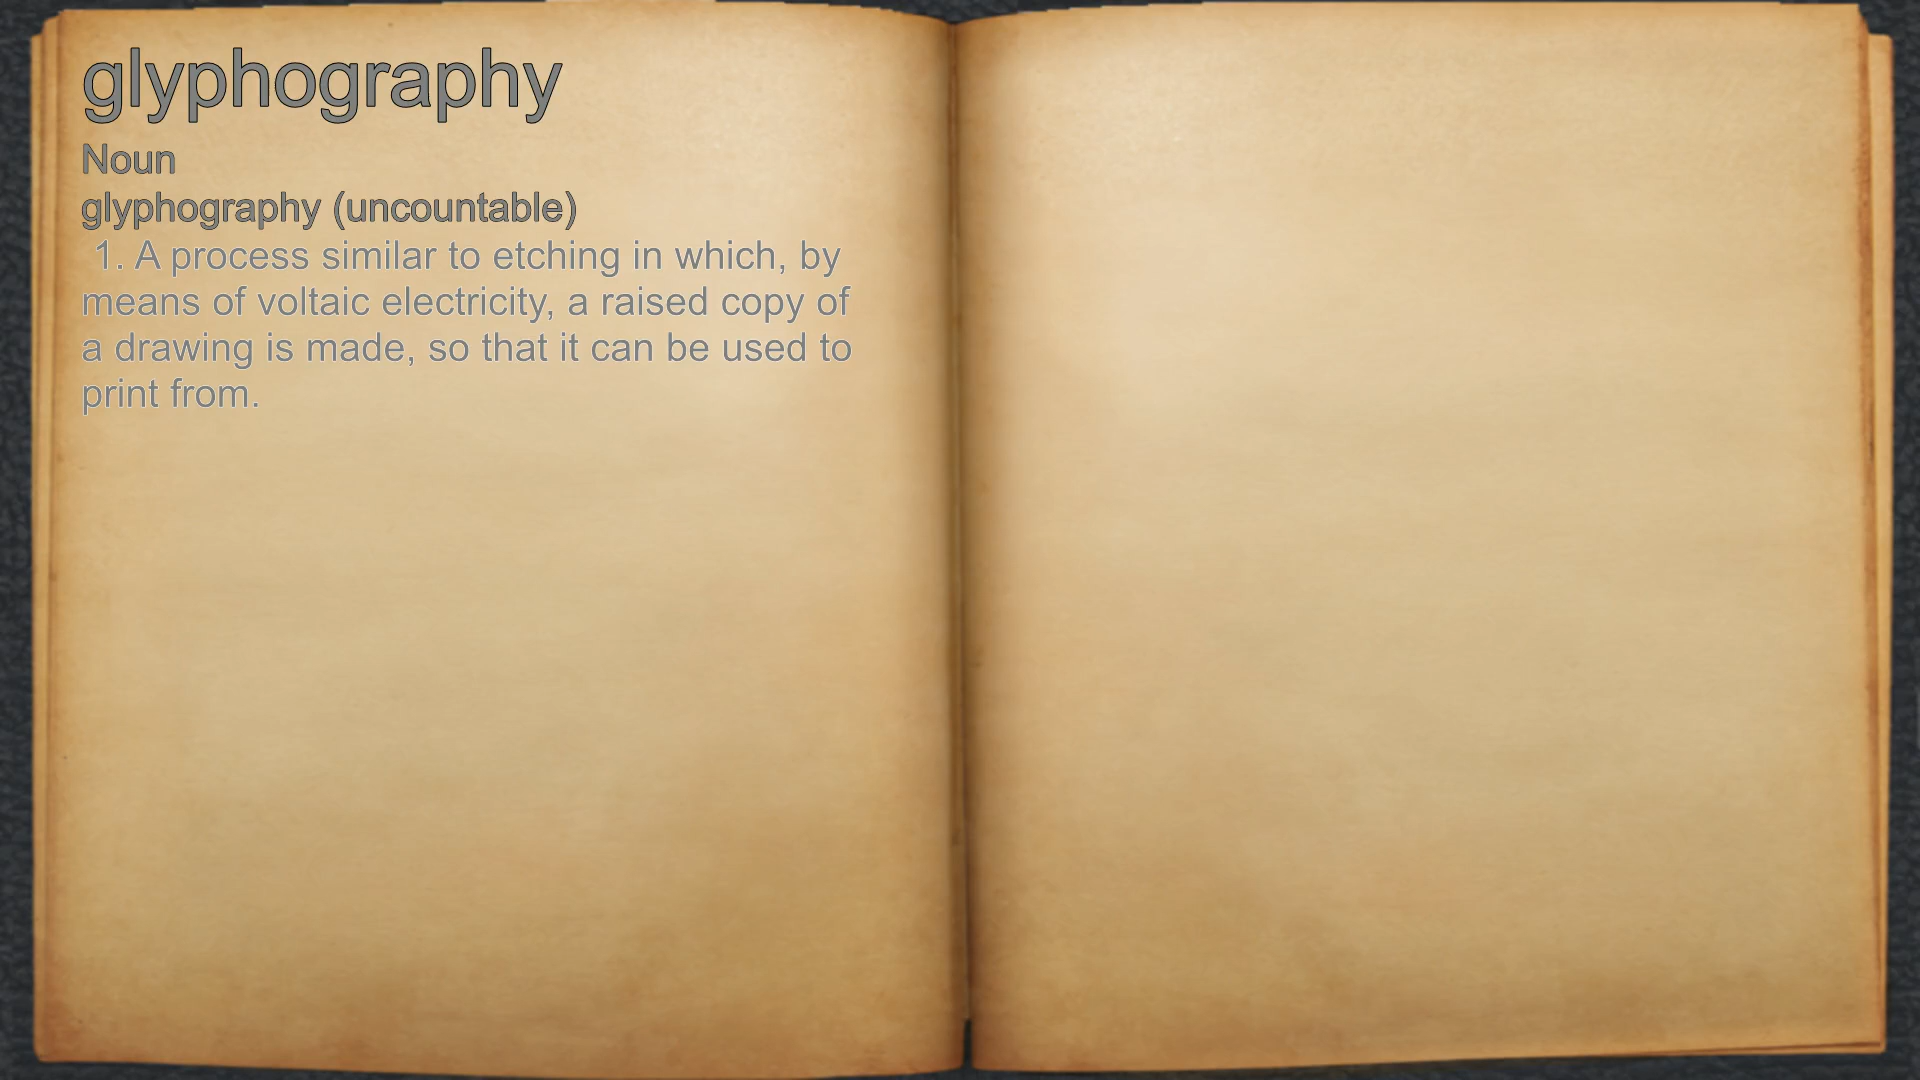 glyphography
Noun
glyphography (uncountable)
1. A process similar to etching in which, by
means of voltaic electricity, a raised copy of
a drawing is made, so that it can be used to
print from.